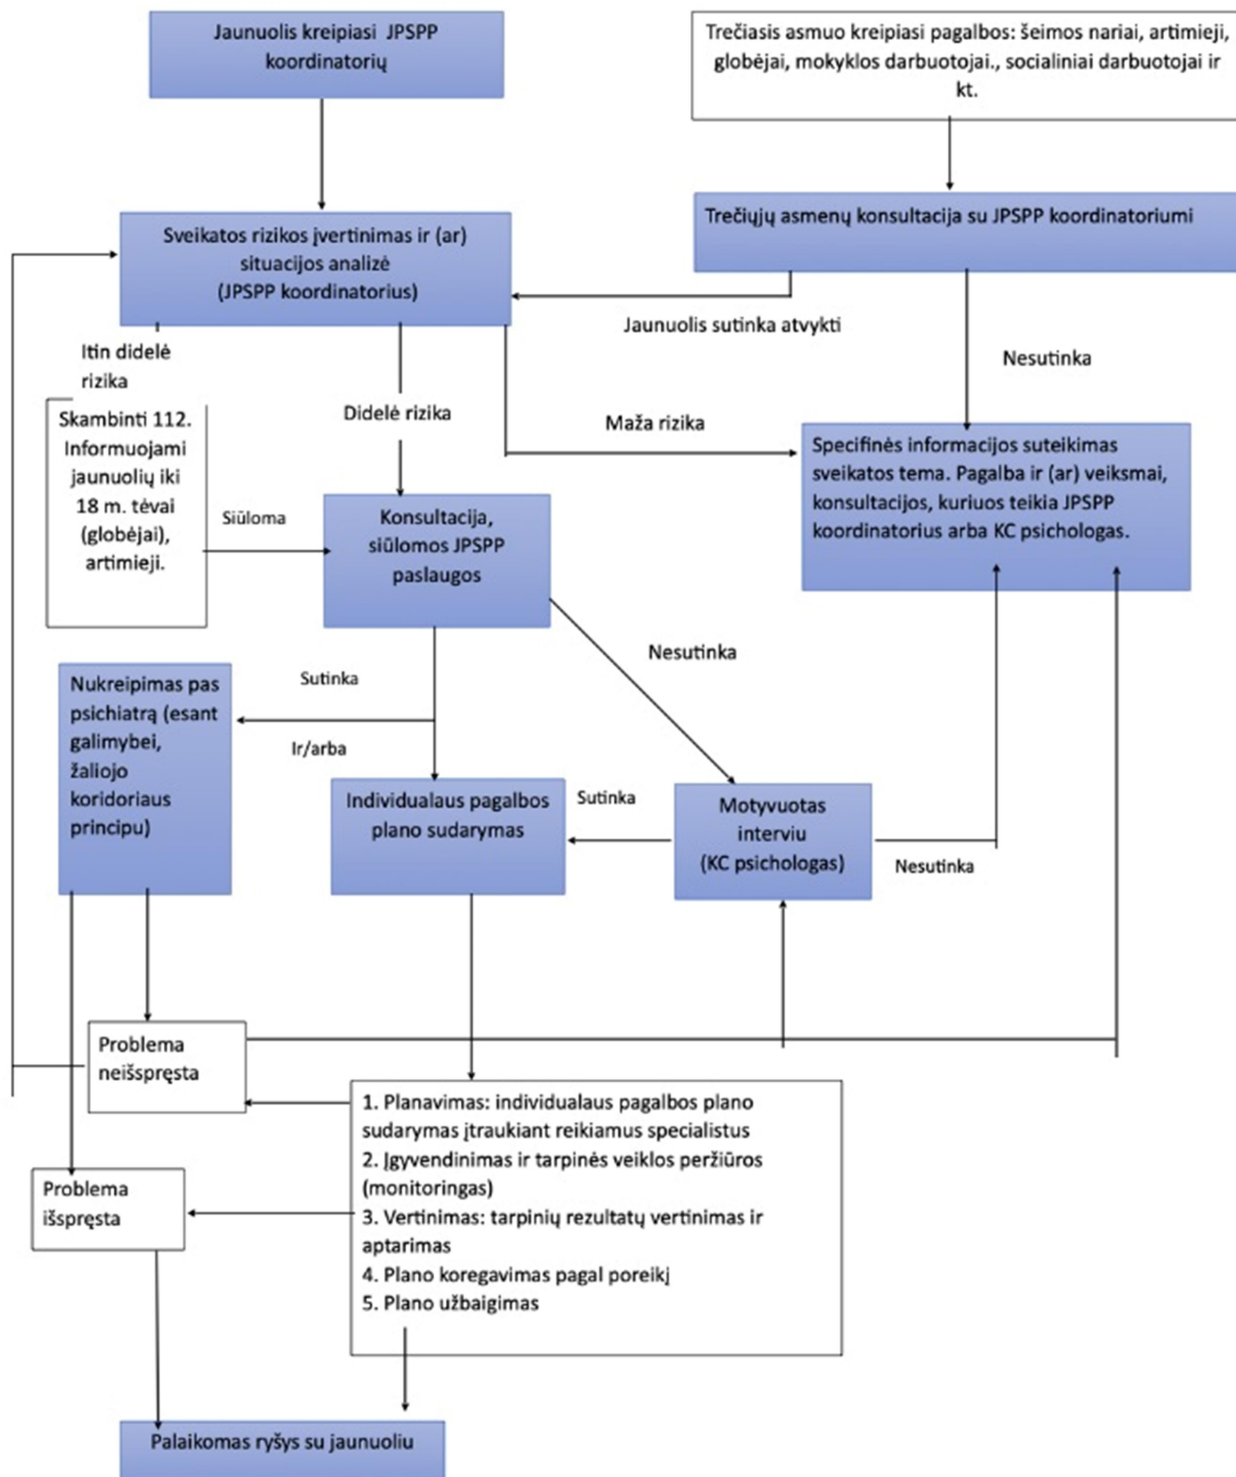 Jaunuolis kreipiasi JPSPP
koordinatorių
Trečiasis asmuo kreipiasi pagalbos: šeimos nariai, artimieji,
globėjai, mokyklos darbuotojai., socialiniai darbuotojai ir
kt.
Trečiųjų asmenų konsultacija su JPSPP koordinatoriumi
Sveikatos rizikos įvertinimas ir (ar)
situacijos analizė
(JPSPP koordinatorius)
Jaunuolis sutinka atvykti
Nesutinka
Itin didelė
rizika
Didelė rizika
Maža rizika
Skambinti 112.
Informuojami
jaunuolių iki
18 m. tėvai
(globėjai),
artimieji.
Siūloma
Konsultacija,
siūlomos JPSPP
paslaugos
Specifinės informacijos suteikimas
sveikatos tema. Pagalba ir (ar) veiksmai,
konsultacijos, kuriuos teikia JPSPP
koordinatorius arba KC psichologas.
Nesutinka
Sutinka
Ir/arba
Nukreipimas pas
psichiatrą (esant
galimybei,
žaliojo
koridoriaus
principu)
Individualaus pagalbos
plano sudarymas
Sutinka
Motyvuotas
interviu
(KC psichologas)
Nesutinka
Problema
neišspręsta
1. Planavimas: individualaus pagalbos plano
sudarymas įtraukiant reikiamus specialistus
2. Įgyvendinimas ir tarpinės veiklos peržiūros
(monitoringas)
3. Vertinimas: tarpinių rezultatų vertinimas ir
aptarimas
4. Plano koregavimas pagal poreikį
5. Plano užbaigimas
Problema
išspręsta
Palaikomas ryšys su jaunuoliu